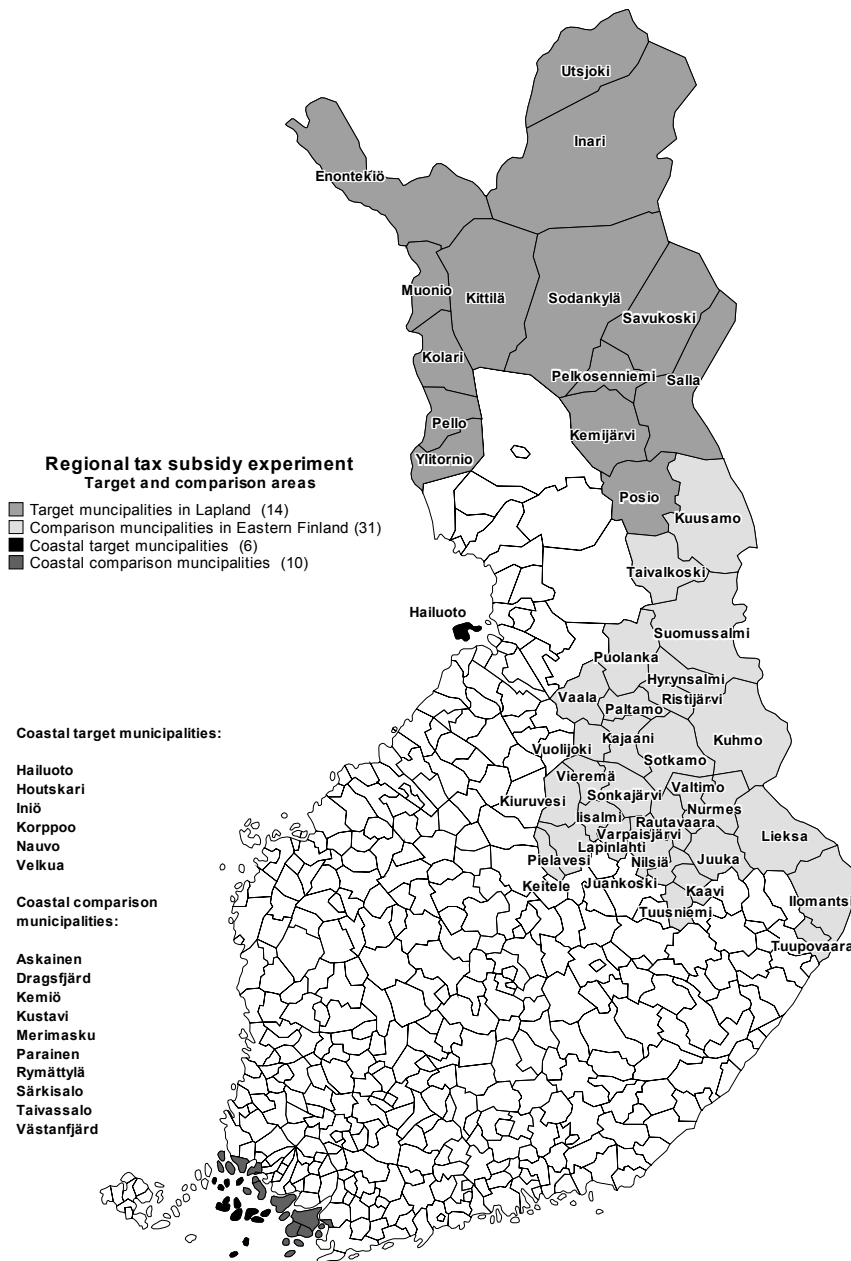 Utsjoki
Inari
Enontekiö
Muonio
Kittilä
Sodankylä
Savukoski
Kolari
Pelkosenniemi
Salla
Pello
Kemijärvi
Ylitornio
Regional tax subsidy experiment
Target and comparison areas
Target muncipalities in Lapland (14)
Comparison muncipalities in Eastern Finland (31)
Coastal target muncipalities (6)
Coastal comparison muncipalities (10)
Posio
Kuusamo
Taivalkoski
Hailuoto
Suomussalmi
Puolanka
Hyrynsalmi
Vaala
Ristijärvi
Paltamo
Kajaani
Kuhmo
Vuolijoki
Sotkamo
Vieremä
Valtimo
Kiuruvesi
Sonkajärvi
Nurmes
Iisalmi
Rautavaara
Varpaisjärvi
Lieksa
Lapinlahti
Pielavesi
Nilsiä
Juuka
Keitele
Juankoski
Kaavi
Ilomantsi
Tuusniemi
Tuupovaara
Coastal target municipalities:
Hailuoto
Houtskari
Iniö
Korppoo
Nauvo
Velkua
Coastal comparison
municipalities:
Askainen
Dragsfjärd
Kemiö
Kustavi
Merimasku
Parainen
Rymättylä
Särkisalo
Taivassalo
Västanfjärd